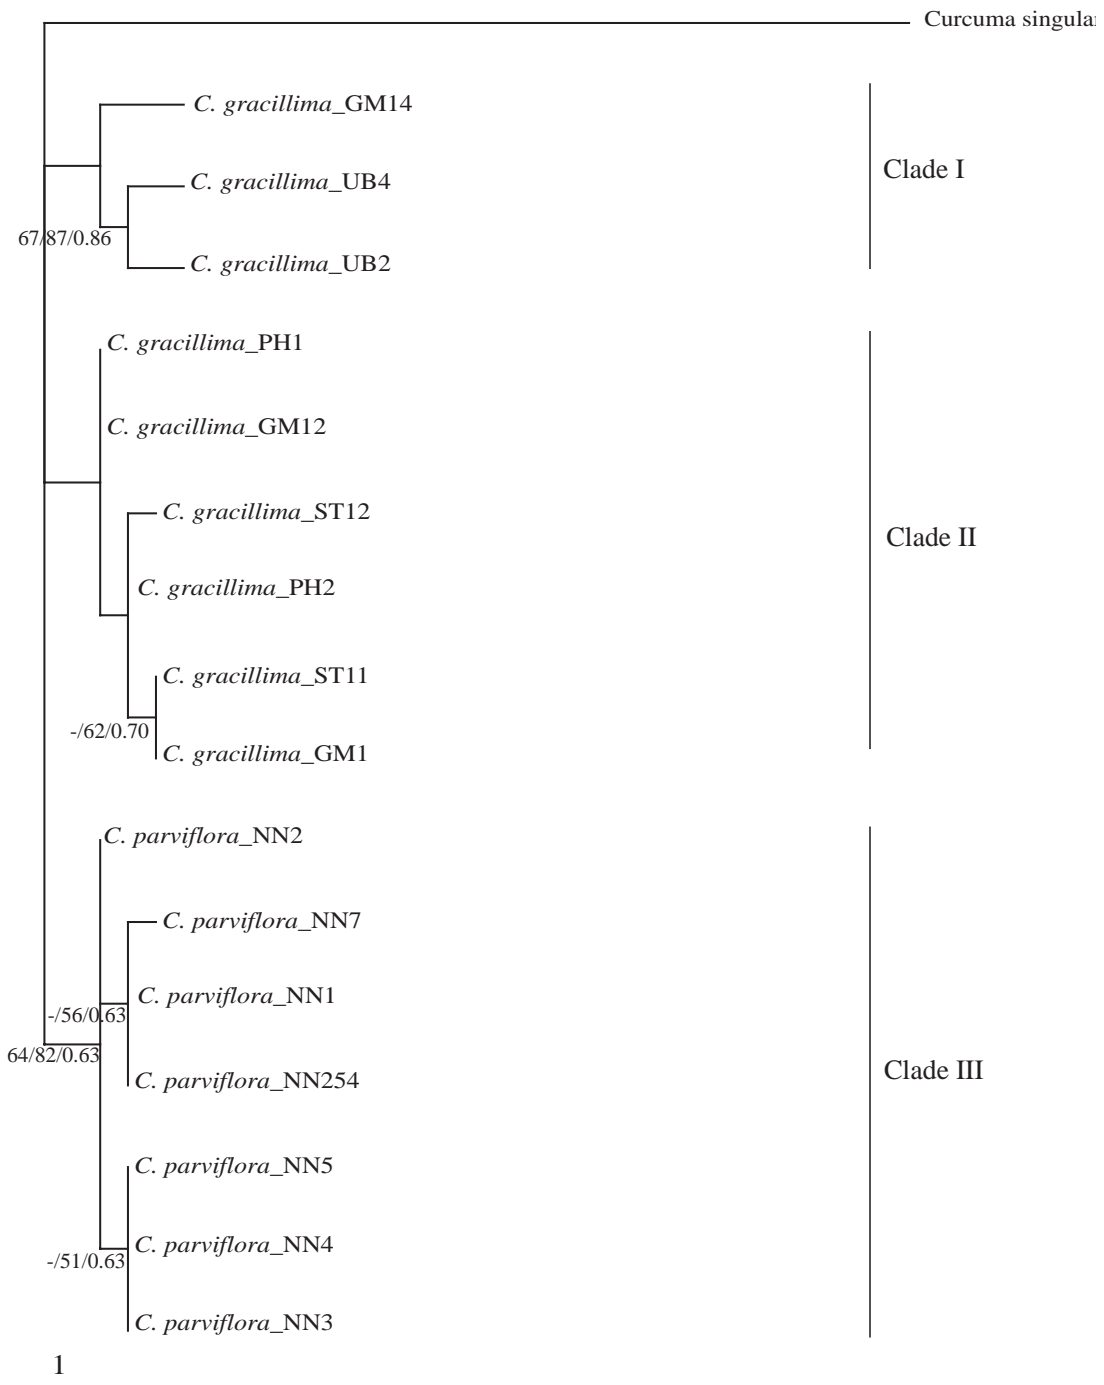 Curcuma singular
C. gracillima_GM14
C. gracillima_UB4
Clade I
67/87/0.86
C. gracillima_UB2
C. gracillima_PH1
C. gracillima_GM12
C. gracillima_ST12
Clade II
C. gracillima_PH2
C. gracillima_ST11
-/62/0.70
C. gracillima_GM1
C. parviflora_NN2
C. parviflora_NN7
C. parviflora_NN1
-/56/0.63
64/82/0.63
Clade III
C. parviflora_NN254
C. parviflora_NN5
C. parviflora_NN4
-/51/0.63
C. parviflora_NN3
1